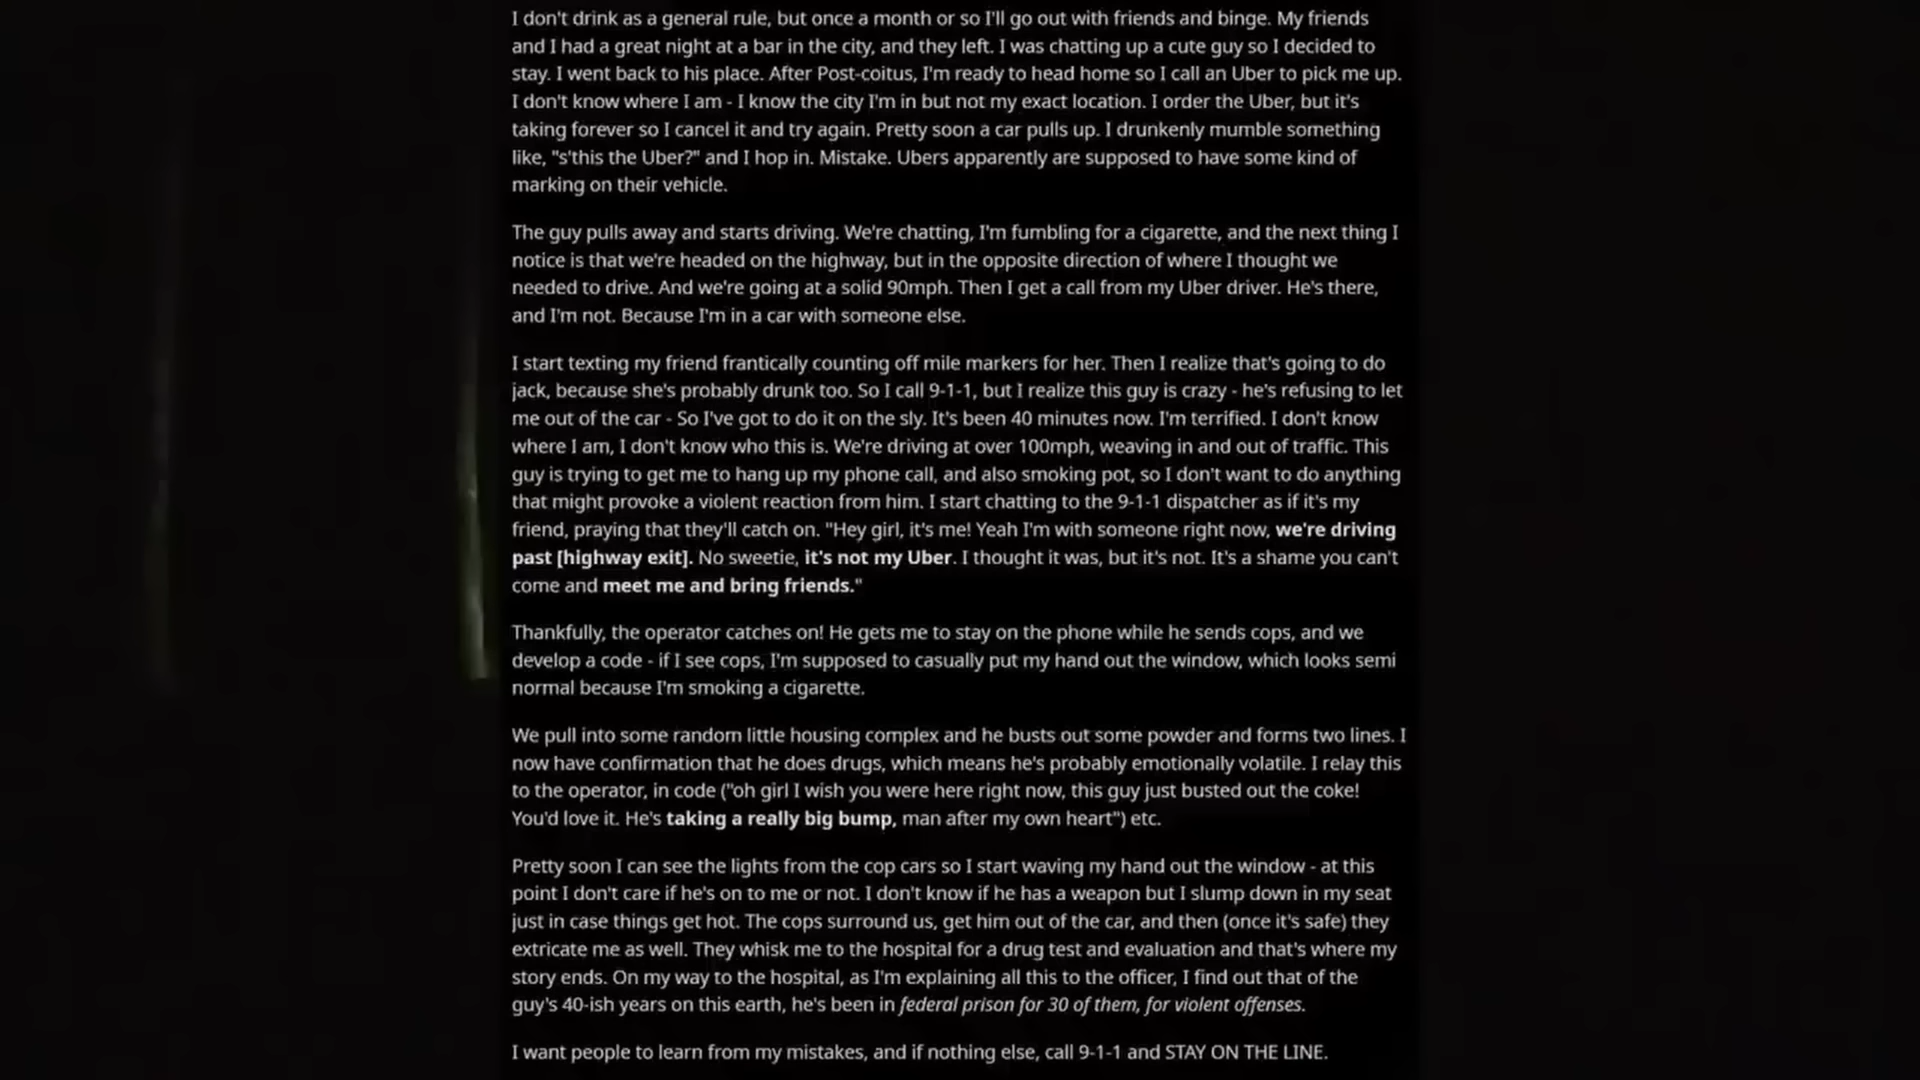 I don't drink as a general rule, but once a month or so I'll go out with friends and binge. My friends
and I had a great night at a bar in the city, and they left. I was chatting up a cute guy so I decided to
stay. I went back to his place. After Post-coitus, I'm ready to head home so I call an Uber to pick me up.
I don't know where I am - I know the city I'm in but not my exact location. I order the Uber, but it's
taking forever so I cancel it and try again. Pretty soon a car pulls up. I drunkenly mumble something
like, "s'this the Uber?" and I hop in. Mistake. Ubers apparently are supposed to have some kind of
marking on their vehicle.
The guy pulls away and starts driving. We're chatting, I'm fumbling for a cigarette, and the next thing I
notice is that we're headed on the highway, but in the opposite direction of where I thought we
needed to drive. And we're going at a solid 90mph. Then I get a call from my Uber driver. He's there,
and I'm not. Because I'm in a car with someone else.
I start texting my friend frantically counting off mile markers for her. Then I realize that's going to do
jack, because she's probably drunk too. So I call 9-1-1, but I realize this guy is crazy - he's refusing to let
me out of the car - So I've got to do it on the sly. It's been 40 minutes now. I'm terrified. I don't know
where I am, I don't know who this is. We're driving at over 100mph, weaving in and out of traffic. This
guy is trying to get me to hang up my phone call, and also smoking pot, so I don't want to do anything
that might provoke a violent reaction from him. I start chatting to the 9-1-1 dispatcher as if it's my
friend, praying that they'll catch on. "Hey girl, it's me! Yeah I'm with someone right now, we're driving
past [highway exit]. No sweetie, it's not my Uber. I thought it was, but it's not. It's a shame you can't
come and meet me and bring friends."
Thankfully, the operator catches on! He gets me to stay on the phone while he sends cops, and we
develop a code - if I see cops, I'm supposed to casually put my hand out the window, which looks semi
normal because I'm smoking a cigarette.
We pull into some random little housing complex and he busts out some powder and forms two lines. I
now have confirmation that he does drugs, which means he's probably emotionally volatile. I relay this
to the operator, in code ("oh girl I wish you were here right now, this guy just busted out the coke!
You'd love it. He's taking a really big bump, man after my own heart") etc.
Pretty soon I can see the lights from the cop cars so I start waving my hand out the window - at this
point I don't care if he's on to me or not. I don't know if he has a weapon but I slump down in my seat
just in case things get hot. The cops surround us, get him out of the car, and then (once it's safe) they
extricate me as well. They whisk me to the hospital for a drug test and evaluation and that's where my
story ends. On my way to the hospital, as I'm explaining all this to the officer, I find out that of the
guy's 40-ish years on this earth, he's been in federal prison for 30 of them, for violent offenses.
I want people to learn from my mistakes, and if nothing else, call 9-1-1 and STAY ON THE LINE.